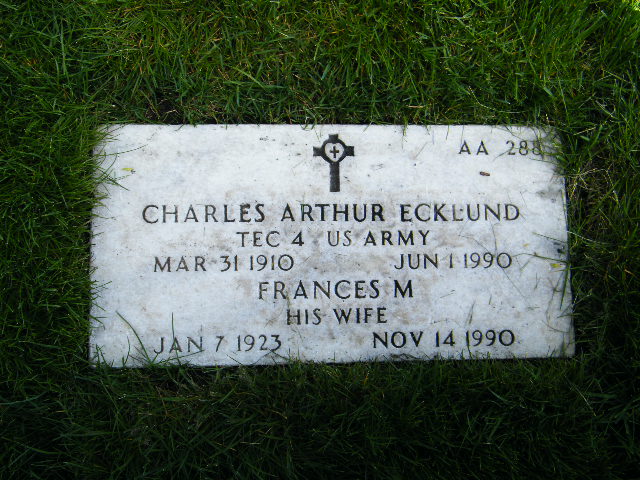 AA 288
CHARLES ARTHUR ECKLUND
TEC 4 US ARMY
MAR 31 1910 JUN 1 1990
FRANCES M
HIS WIFE
JAN 7 1923 NOV 14 1990